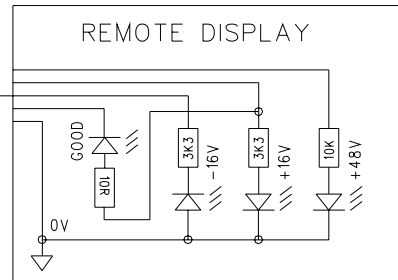 REMOTE DISPLAY
GOOD
10R
3K3
-16V
3K3
+16V
10K
+48V
0V